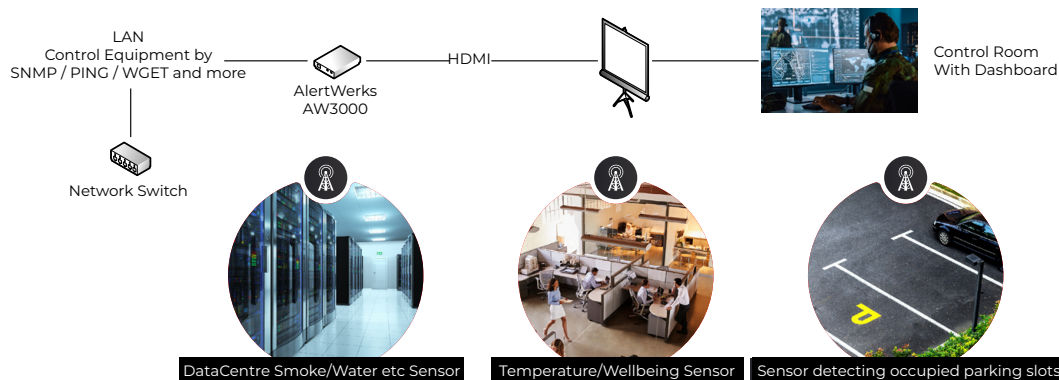 LAN
Control Equipment by
SNMP / PING / WGET and more
AlertWerks
AW3000
HDMI
Control Room
With Dashboard
Network Switch
DataCentre Smoke/Water etc Sensor
Temperature/Wellbeing Sensor
Sensor detecting occupied parking slots
P